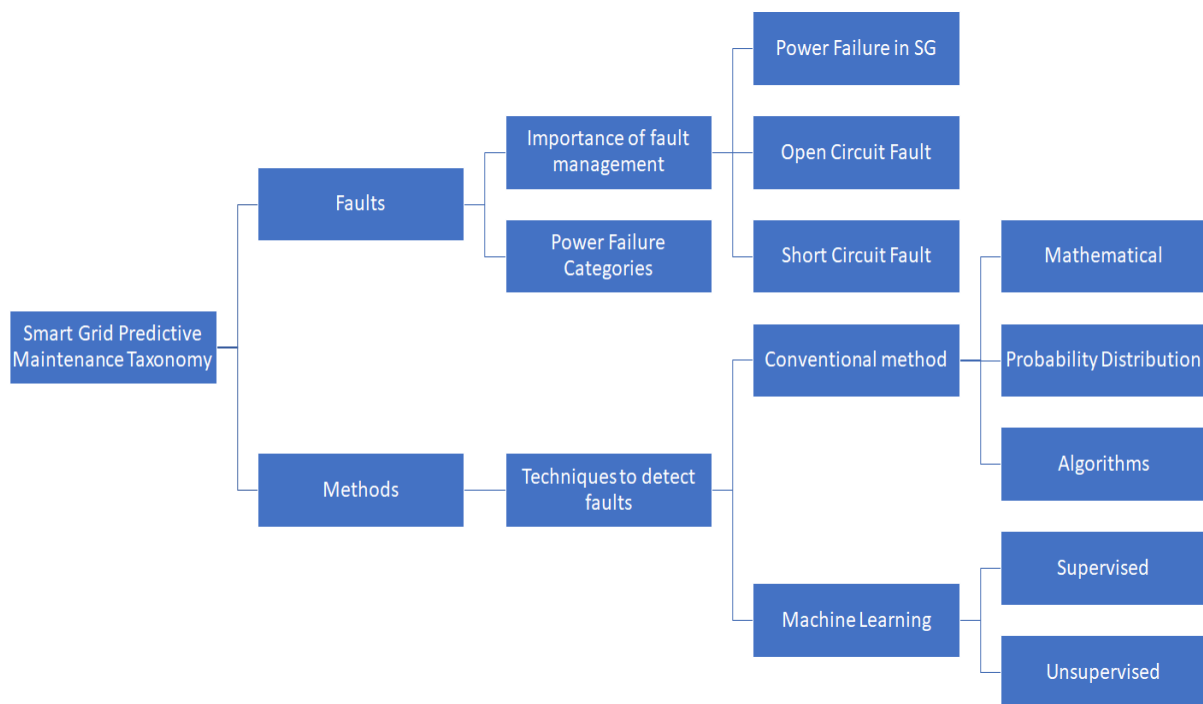 Smart Grid Predictive
Maintenance Taxonomy
Faults
Methods
Importance of fault
management
Power Failure
Categories
Techniques to detect
faults
Power Failure in SG
Open Circuit Fault
Short Circuit Fault
Conventional method
Machine Learning
Mathematical
Probability Distribution
Algorithms
Supervised
Unsupervised